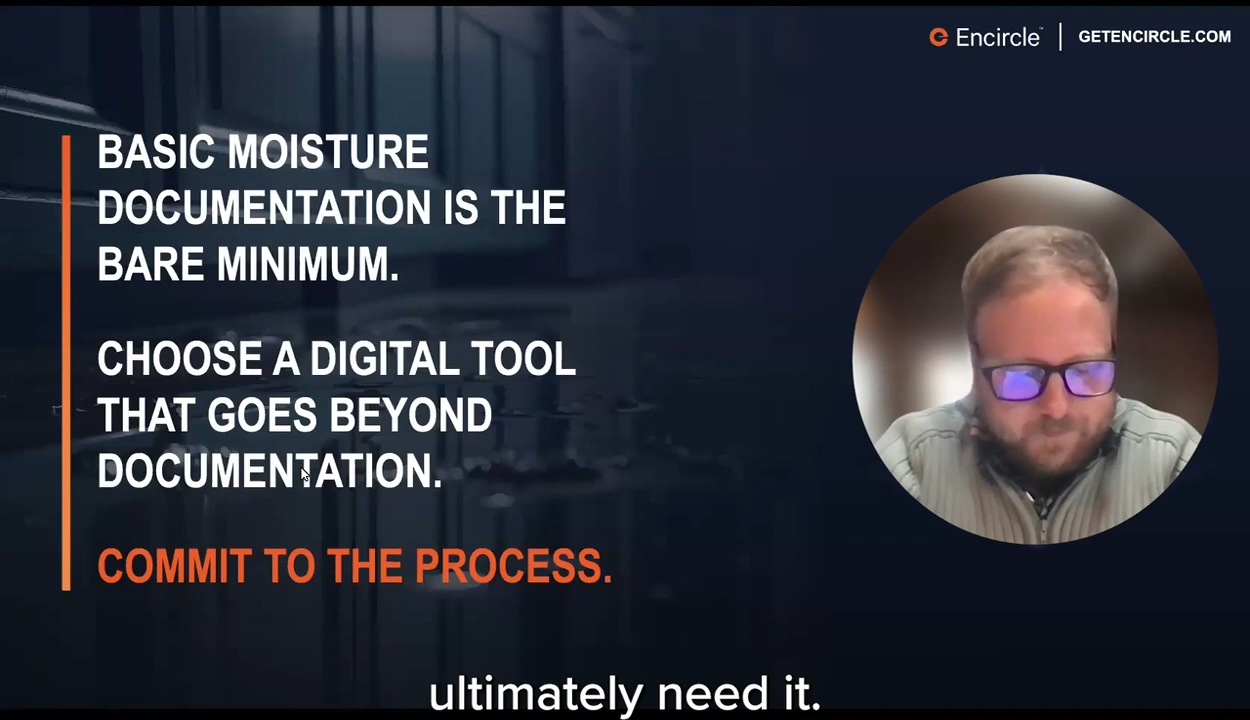 Encircle™ | GETENCIRCLE.COM
BASIC MOISTURE
DOCUMENTATION IS THE
BARE MINIMUM.
CHOOSE A DIGITAL TOOL
THAT GOES BEYOND
DOCUMENTATION.
COMMIT TO THE PROCESS.
ultimately need it.